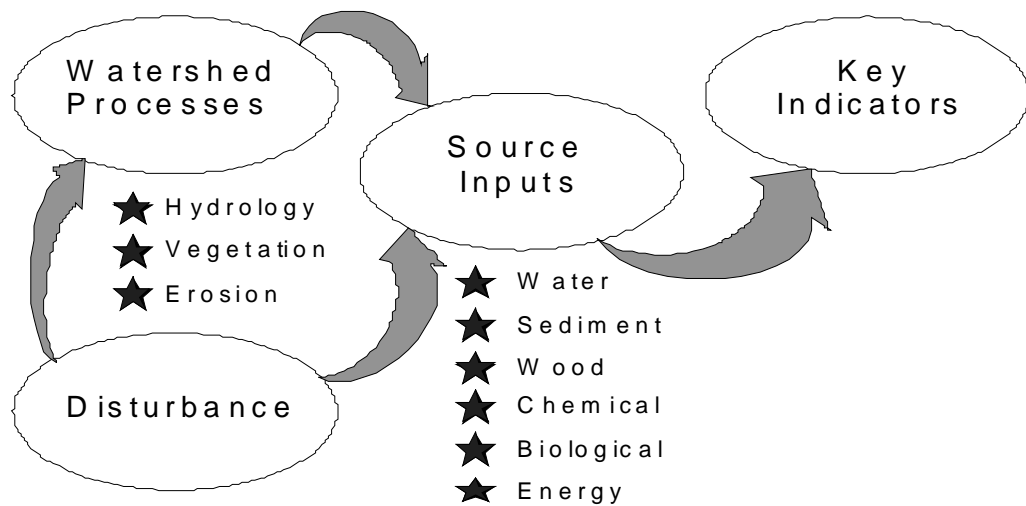 Watershed
Processes
Key
Indicators
Source
Inputs
Hydrology
Vegetation
Erosion
Disturbance
Water
Sediment
Wood
Chemical
Biological
Energy